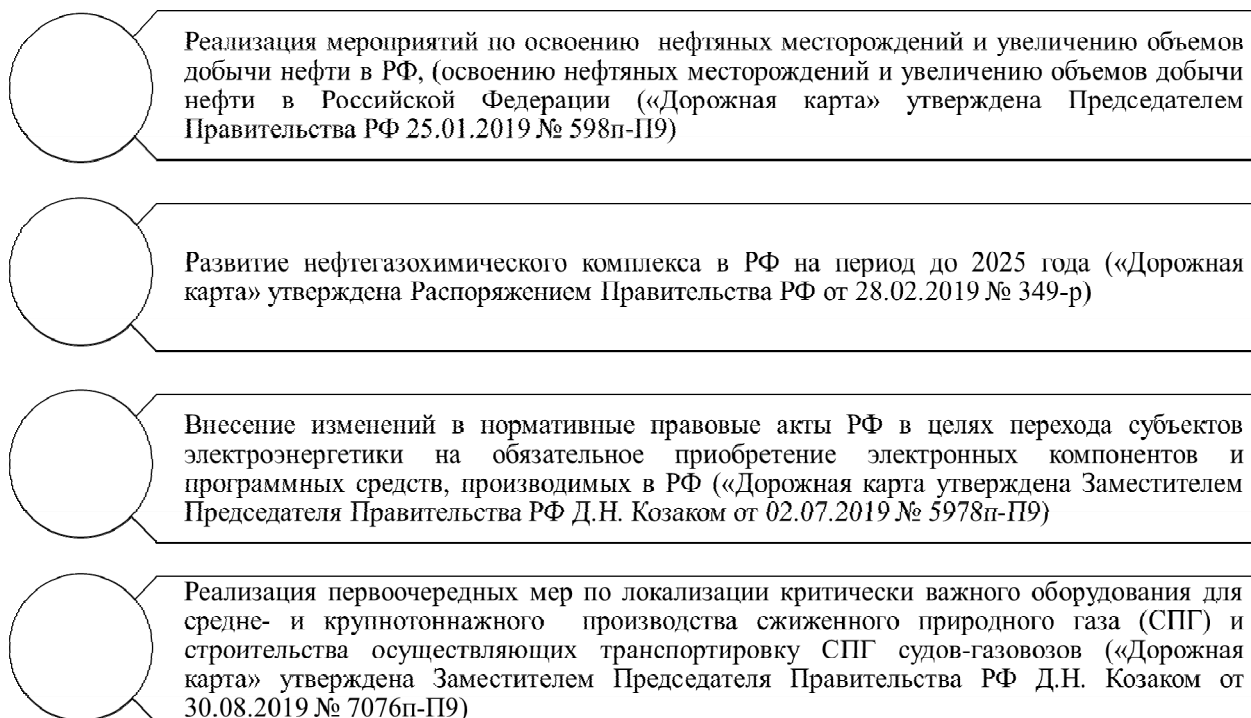 Реализация мероприятий по освоению нефтяных месторождений и увеличению объемов
добычи нефти в РФ, (освоению нефтяных месторождений и увеличению объемов добычи
нефти в Российской Федерации («Дорожная карта» утверждена Председателем
Правительства РФ 25.01.2019 № 598п-П9)
Развитие нефтегазохимического комплекса в РФ на период до 2025 года («Дорожная
карта» утверждена Распоряжением Правительства РФ от 28.02.2019 № 349-р)
Внесение изменений в нормативные правовые акты РФ в целях перехода субъектов
электроэнергетики на обязательное приобретение электронных компонентов и
программных средств, производимых в РФ («Дорожная карта утверждена Заместителем
Председателя Правительства РФ Д.Н. Козаком от 02.07.2019 № 5978п-П9)
Реализация первоочередных мер по локализации критически важного оборудования для
средне- и крупнотоннажного производства сжиженного природного газа (СПГ) и
строительства осуществляющих транспортировку СПГ судов-газовозов («Дорожная
карта» утверждена Заместителем Председателя Правительства РФ Д.Н. Козаком от
30.08.2019 № 7076п-П9)